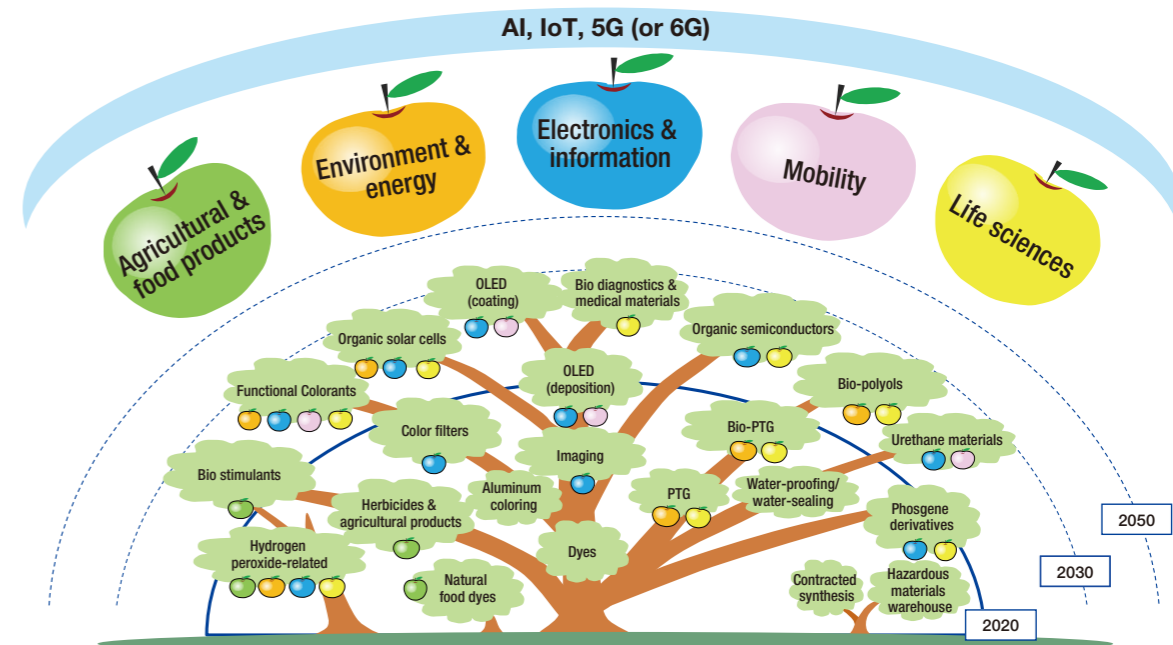 AI, IoT, 5G (or 6G)
Agricultural &
food products
Environment &
energy
Electronics &
information
Mobility
Life sciences
OLED
(coating)
Bio diagnostics &
medical materials
Organic solar cells
Organic semiconductors
Functional Colorants
OLED
(deposition)
Bio-polyols
Color filters
Bio-PTG
Urethane materials
Imaging
Bio stimulants
Aluminum
coloring
PTG
Water-proofing/
water-sealing
Herbicides &
agricultural products
Phosgene
derivatives
Hydrogen
peroxide-related
Dyes
Natural
food dyes
Contracted
synthesis
Hazardous
materials
warehouse
2050
2030
2020